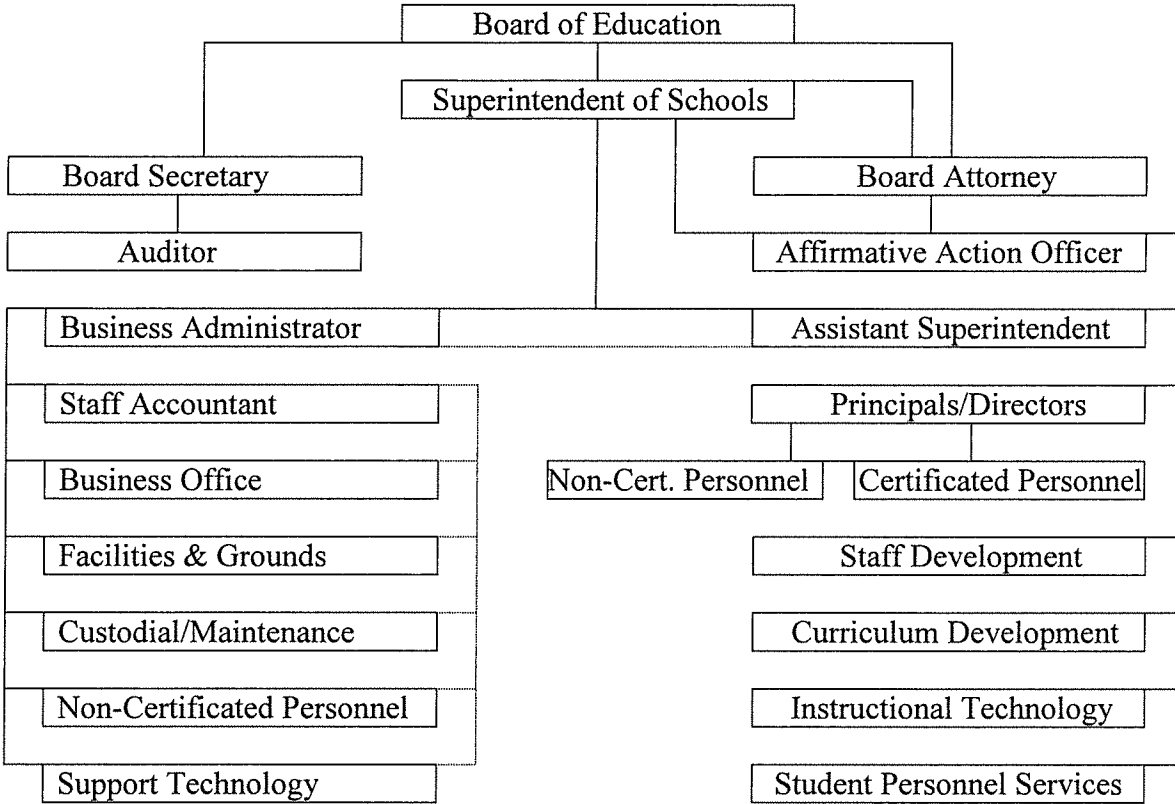 Board of Education
Superintendent of Schools
Board Secretary
Board Attorney
Auditor
Affirmative Action Officer
Business Administrator
Assistant Superintendent
Staff Accountant
Principals/Directors
Business Office
Non-Cert. Personnel
Certificated Personnel
Facilities & Grounds
Staff Development
Custodial/Maintenance
Curriculum Development
Non-Certificated Personnel
Instructional Technology
Support Technology
Student Personnel Services